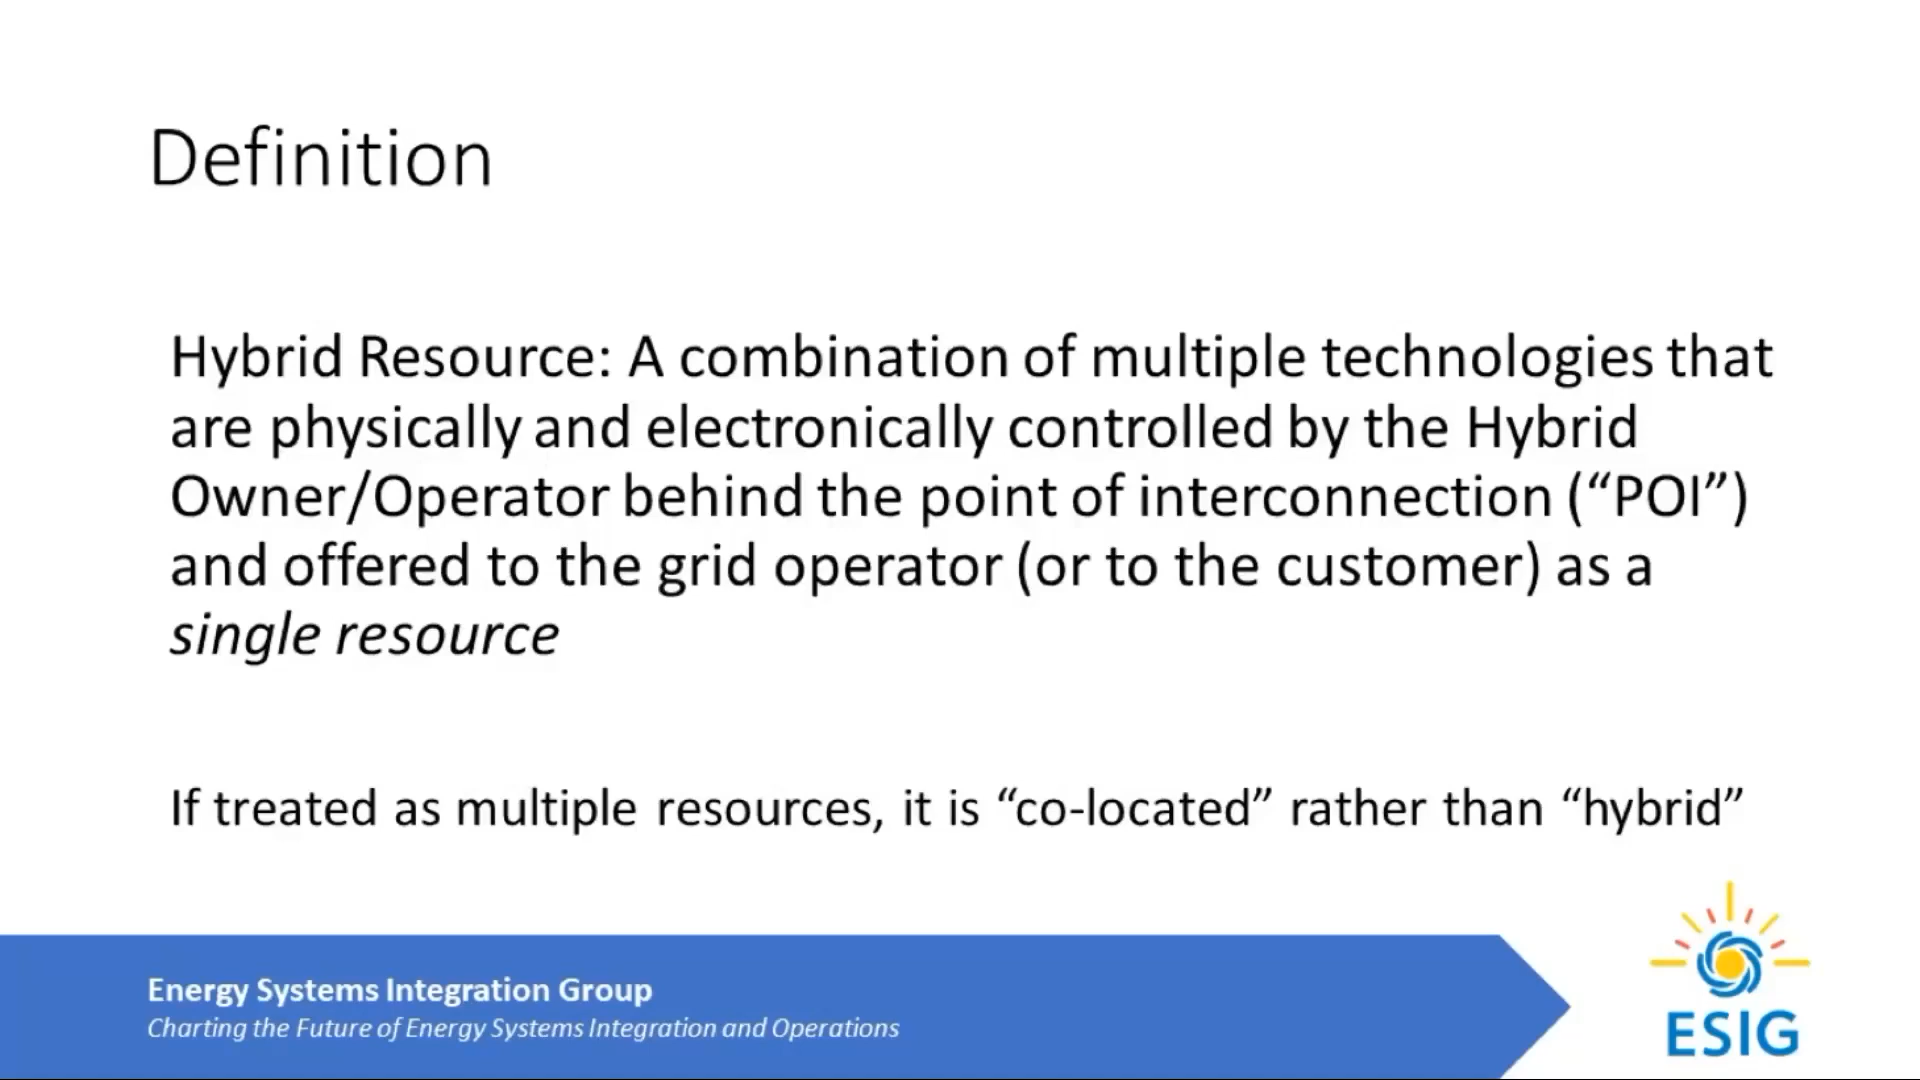 Definition
Hybrid Resource: A combination of multiple technologies that
are physically and electronically controlled by the Hybrid
Owner/Operator behind the point of interconnection (“POI”)
and offered to the grid operator (or to the customer) as a
single resource
If treated as multiple resources, it is “co-located” rather than “hybrid”
Energy Systems Integration Group
Charting the Future of Energy Systems Integration and Operations
ESIG